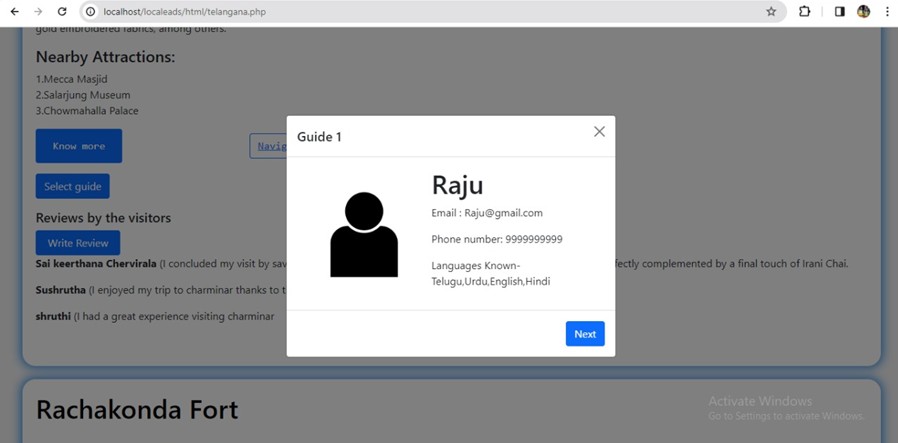 localhost/localeads/html/telangana.php
gold embroidered fabrics, among others.
Nearby Attractions:
1.Mecca Masjid
2.Salarjung Museum
3.Chowmahalla Palace
Know more
Navig
Select guide
Reviews by the visitors
Write Review
Sai keerthana Chervirala (I concluded my visit by sav
fectly complemented by a final touch of Irani Chai.
Sushrutha (I enjoyed my trip to charminar thanks to t
shruthi (I had a great experience visiting charminar
Guide 1
Raju
Email : Raju@gmail.com
Phone number: 9999999999
Languages Known-
Telugu,Urdu,English,Hindi
Next
Rachakonda Fort
Activate Windows
Go to Settings to activate Windows.